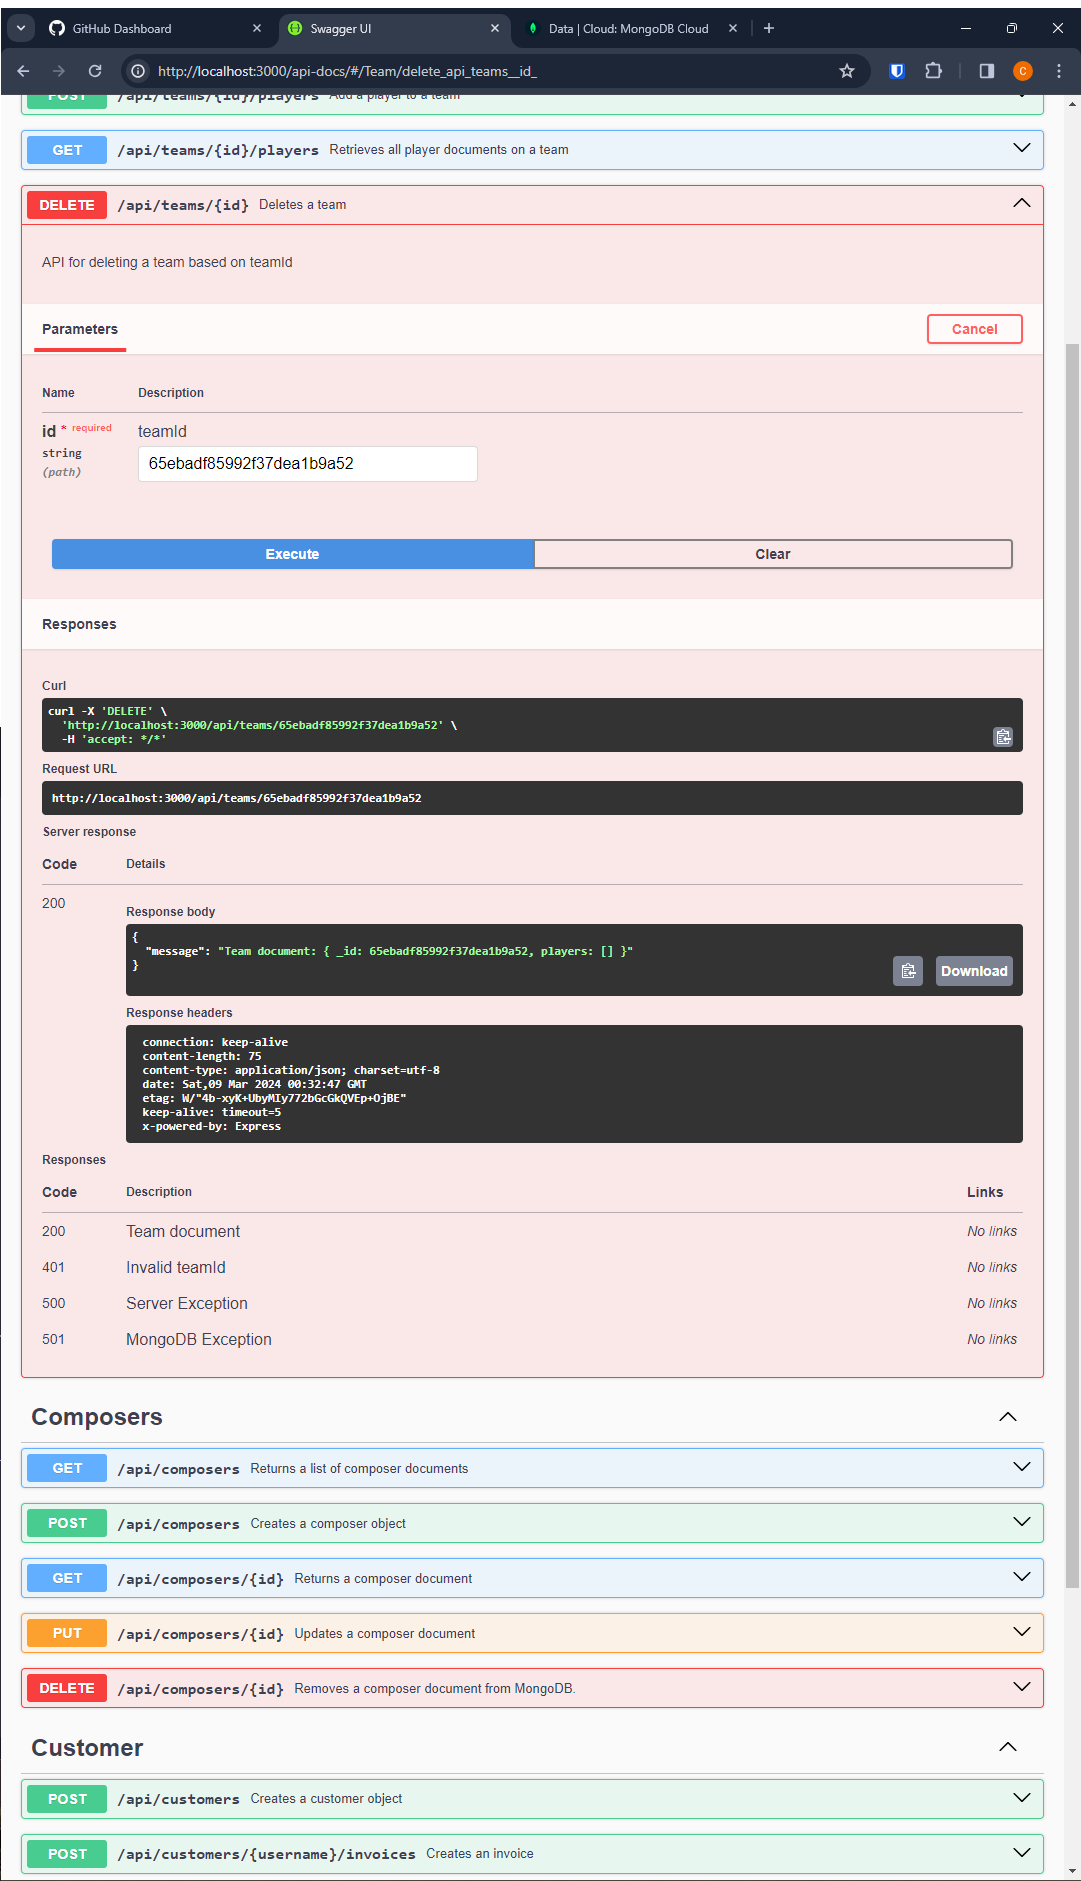 GitHub Dashboard
Swagger UI
Data | Cloud: MongoDB Cloud
http://localhost:3000/api-docs/#/Team/delete_api_teams__id_
C
POST /api/teams/{id}/players Add a player to a team
GET /api/teams/{id}/players Retrieves all player documents on a team
DELETE /api/teams/{id} Deletes a team
API for deleting a team based on teamId
Parameters Cancel
Name Description
id * required teamId
string
(path)
65ebadf85992f37dea1b9a52
Execute Clear
Responses
Curl
curl -X 'DELETE' \
'http://localhost:3000/api/teams/65ebadf85992f37dea1b9a52' \
-H 'accept: */*'
Request URL
http://localhost:3000/api/teams/65ebadf85992f37dea1b9a52
Server response
Code Details
200
Response body
{
"message": "Team document: { _id: 65ebadf85992f37dea1b9a52, players: [] }"
}
Download
Response headers
connection: keep-alive
content-length: 75
content-type: application/json; charset=utf-8
date: Sat,09 Mar 2024 00:32:47 GMT
etag: W/"4b-xyK+UbyMIy772bGcGkQVEp+OjBE"
keep-alive: timeout=5
x-powered-by: Express
Responses
Code Description Links
200 Team document No links
401 Invalid teamId No links
500 Server Exception No links
501 MongoDB Exception No links
Composers
GET /api/composers Returns a list of composer documents
POST /api/composers Creates a composer object
GET /api/composers/{id} Returns a composer document
PUT /api/composers/{id} Updates a composer document
DELETE /api/composers/{id} Removes a composer document from MongoDB.
Customer
POST /api/customers Creates a customer object
POST /api/customers/{username}/invoices Creates an invoice